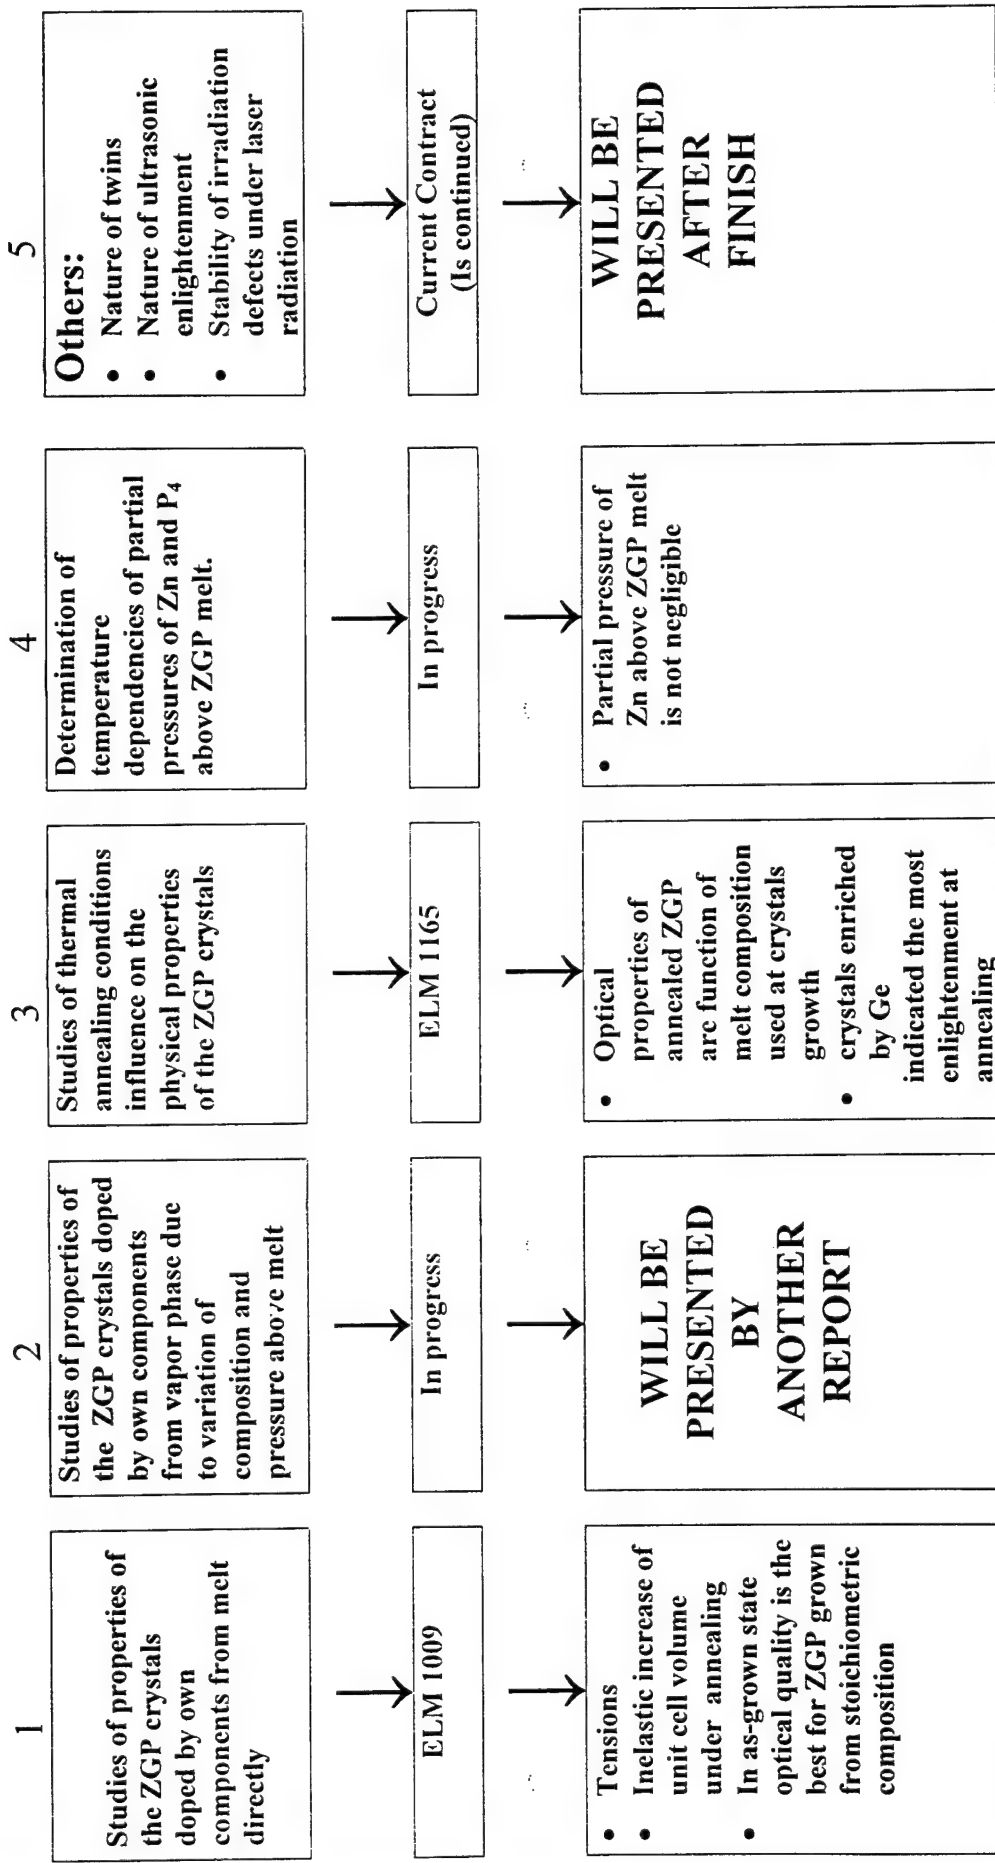 1
Studies of properties of
the ZGP crystals
doped by own
components from melt
directly
ELM 1009
• Tensions
• Inelastic increase of
unit cell volume
under annealing
• In as-grown state
optical quality is the
best for ZGP grown
from stoichiometric
composition
2
Studies of properties of
the ZGP crystals doped
by own components
from vapor phase due
to variation of
composition and
pressure above melt
In progress
WILL BE
PRESENTED
BY
ANOTHER
REPORT
3
Studies of thermal
annealing conditions
influence on the
physical properties
of the ZGP crystals
ELM 1165
• Optical
properties of
annealed ZGP
are function of
melt composition
used at crystals
growth
• crystals enriched
by Ge
indicated the most
enlightenment at
annealing
4
Determination of
temperature
dependencies of partial
pressures of Zn and P₄
above ZGP melt.
In progress
• Partial pressure of
Zn above ZGP melt
is not negligible
5
Others:
• Nature of twins
• Nature of ultrasonic
enlightenment
• Stability of irradiation
defects under laser
radiation
Current Contract
(Is continued)
WILL BE
PRESENTED
AFTER
FINISH